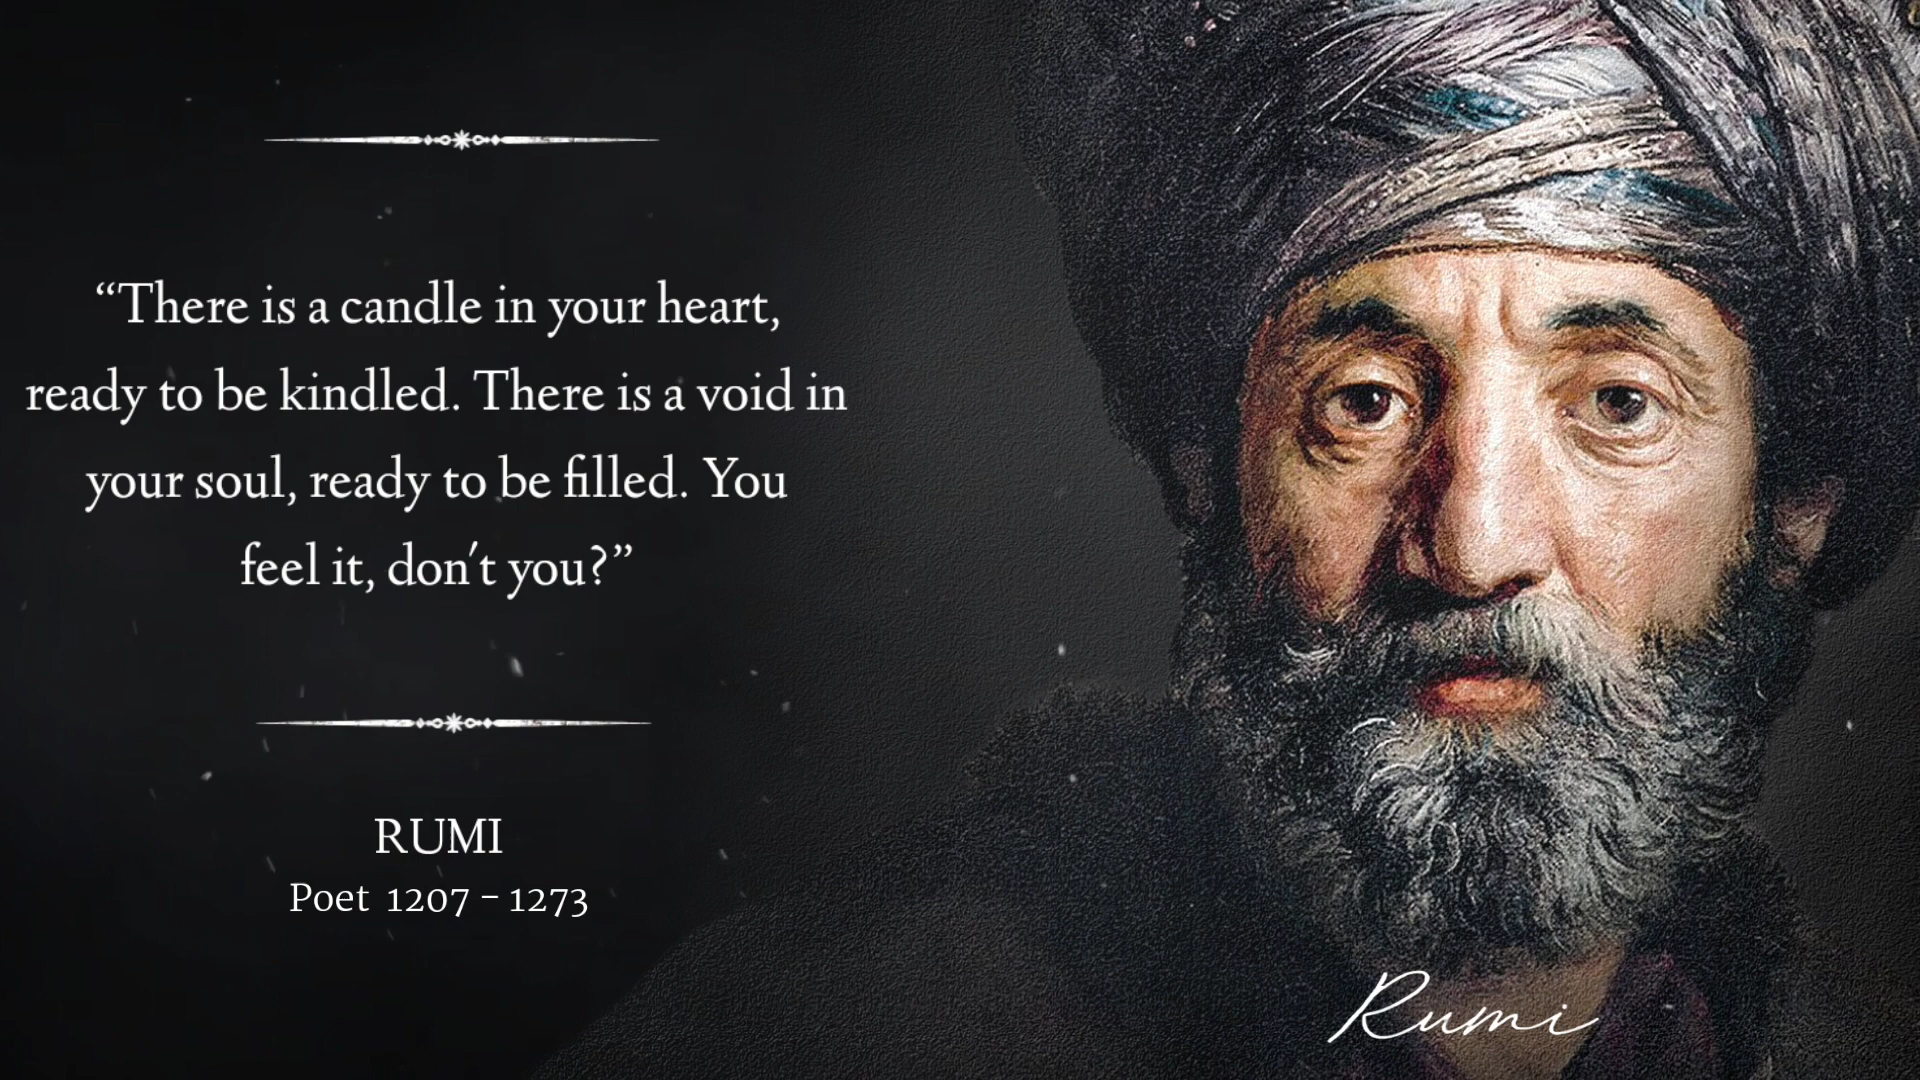 “There is a candle in your heart,
ready to be kindled. There is a void in
your soul, ready to be filled. You
feel it, don't you?”
RUMI
Poet 1207 – 1273
Rumi